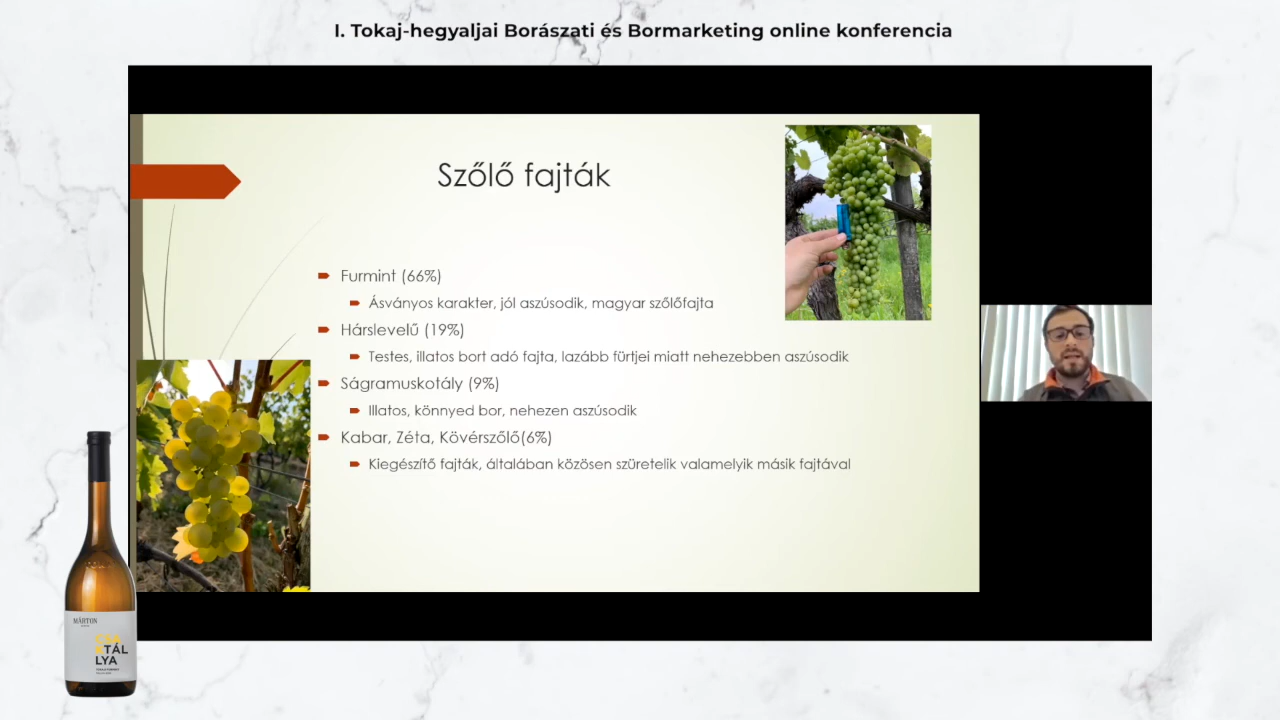 I. Tokaj-hegyaljai Borászati és Bormarketing online konferencia
Szőlő fajták
Furmint (66%)
Ásványos karakter, jól aszúsodik, magyar szőlőfajta
Hárslevelű (19%)
Testes, illatos bort adó fajta, lazább fürtjei miatt nehezebben aszúsodik
Ságramuskotály (9%)
Illatos, könnyed bor, nehezen aszúsodik
Kabar, Zéta, Kövérszőlő(6%)
Kiegészítő fajták, általában közösen szüretelik valamelyik másik fajtával
MÁRTON
TÁL
LYA